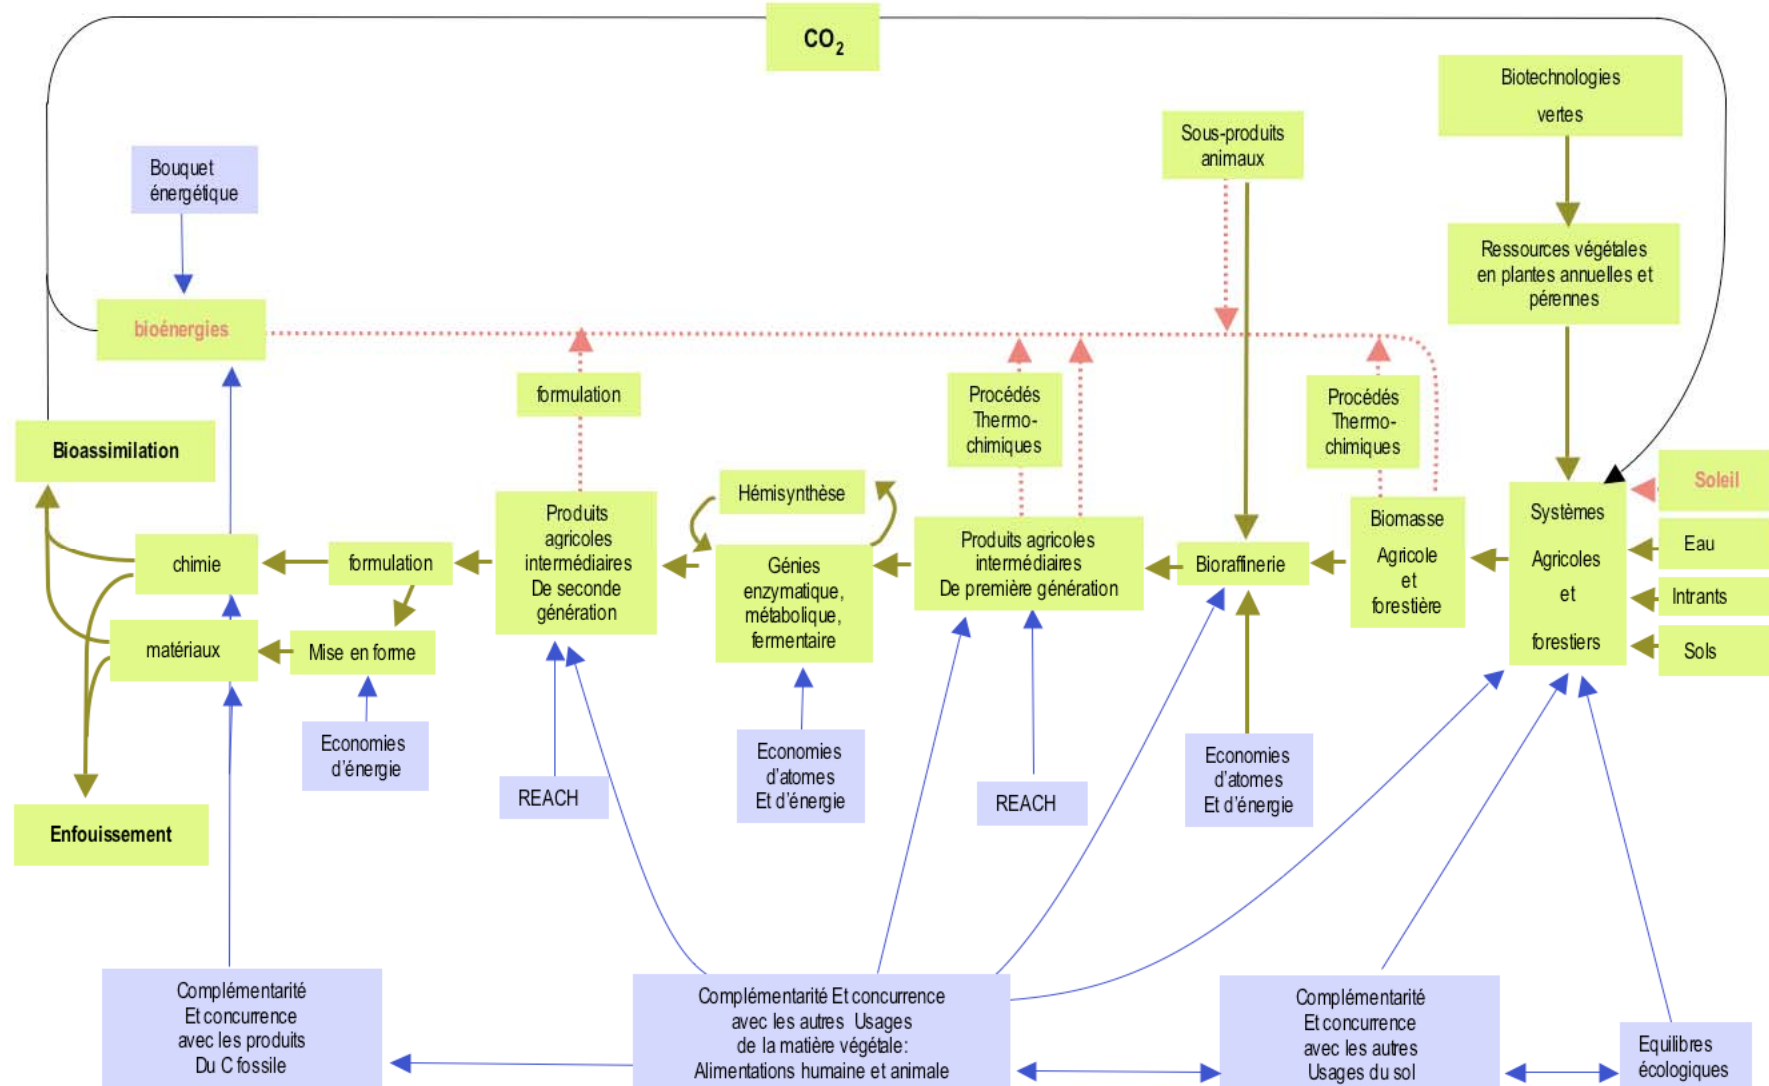 CO2
Biotechnologies
vertes
Sous-produits
animaux
Bouquet
énergétique
Ressources végétales
en plantes annuelles et
pérennes
bioénergies
formulation
Procédés
Thermo-
chimiques
Procédés
Thermo-
chimiques
Bioassimilation
Soleil
Hémisynthèse
Produits
agricoles
intermédiaires
De seconde
génération
Produits agricoles
intermédiaires
De première génération
Biomasse
Agricole
et
forestière
Systèmes
Agricoles
et
forestiers
Eau
Intrants
Sols
chimie
formulation
Génies
enzymatique,
métabolique,
fermentaire
Bioraffinerie
matériaux
Mise en forme
Economies
d'énergie
REACH
Economies
d'atomes
Et d'énergie
REACH
Economies
d'atomes
Et d'énergie
Enfouissement
Complémentarité
Et concurrence
avec les produits
Du C fossile
Complémentarité Et concurrence
avec les autres Usages
de la matière végétale:
Alimentations humaine et animale
Complémentarité
Et concurrence
avec les autres
Usages du sol
Equilibres
écologiques